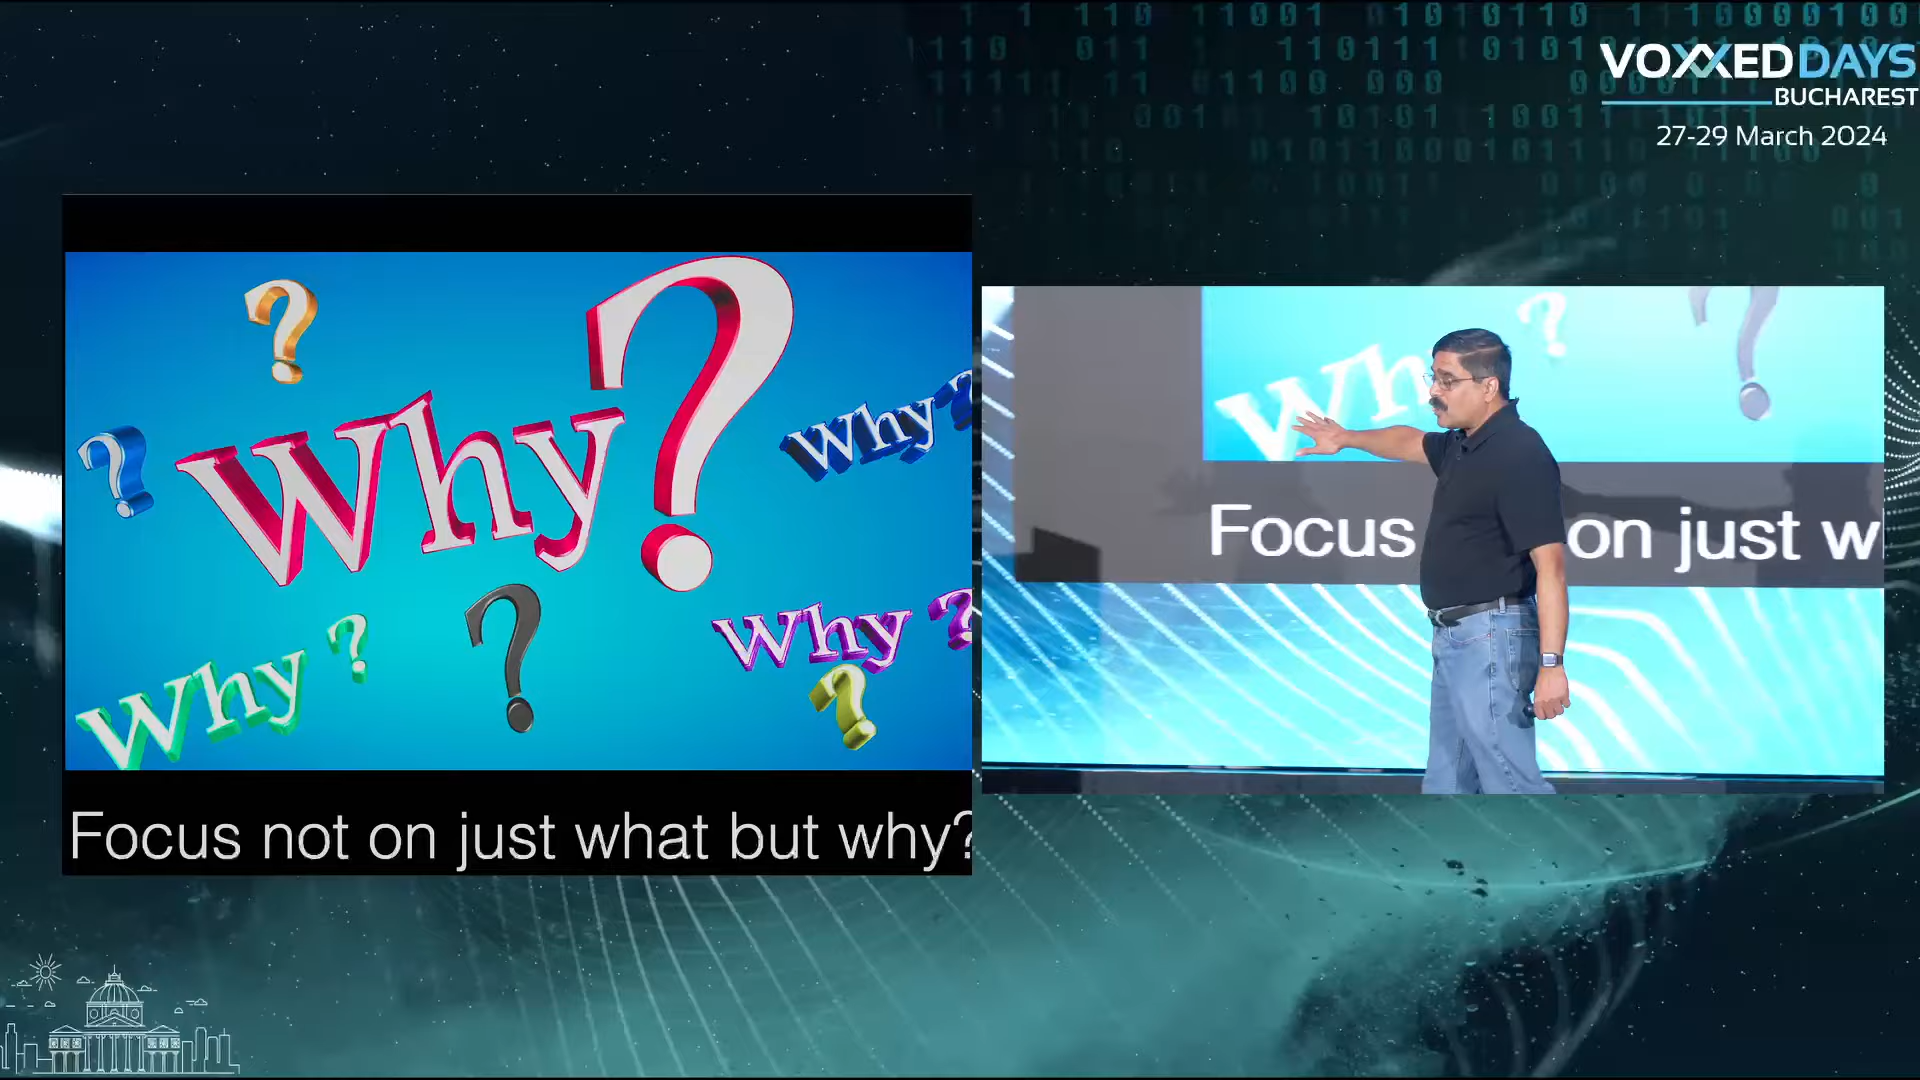 VOXXEDDAYS
BUCHAREST
27-29 March 2024
?
?
Why?
Why?
Why?
?
Why?
?
Focus not on just what but why?
Why
?
?
Focus on just w